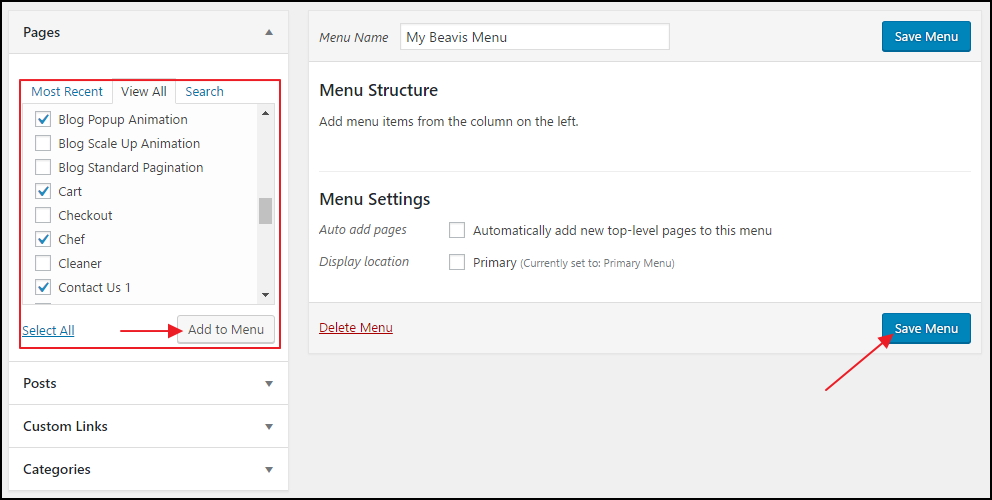 Pages
Most Recent
View All
Search
Blog Popup Animation
Blog Scale Up Animation
Blog Standard Pagination
Cart
Checkout
Chef
Cleaner
Contact Us 1
Select All
Add to Menu
Posts
Custom Links
Categories
Menu Name
My Beavis Menu
Save Menu
Menu Structure
Add menu items from the column on the left.
Menu Settings
Auto add pages
Automatically add new top-level pages to this menu
Display location
Primary (Currently set to: Primary Menu)
Delete Menu
Save Menu